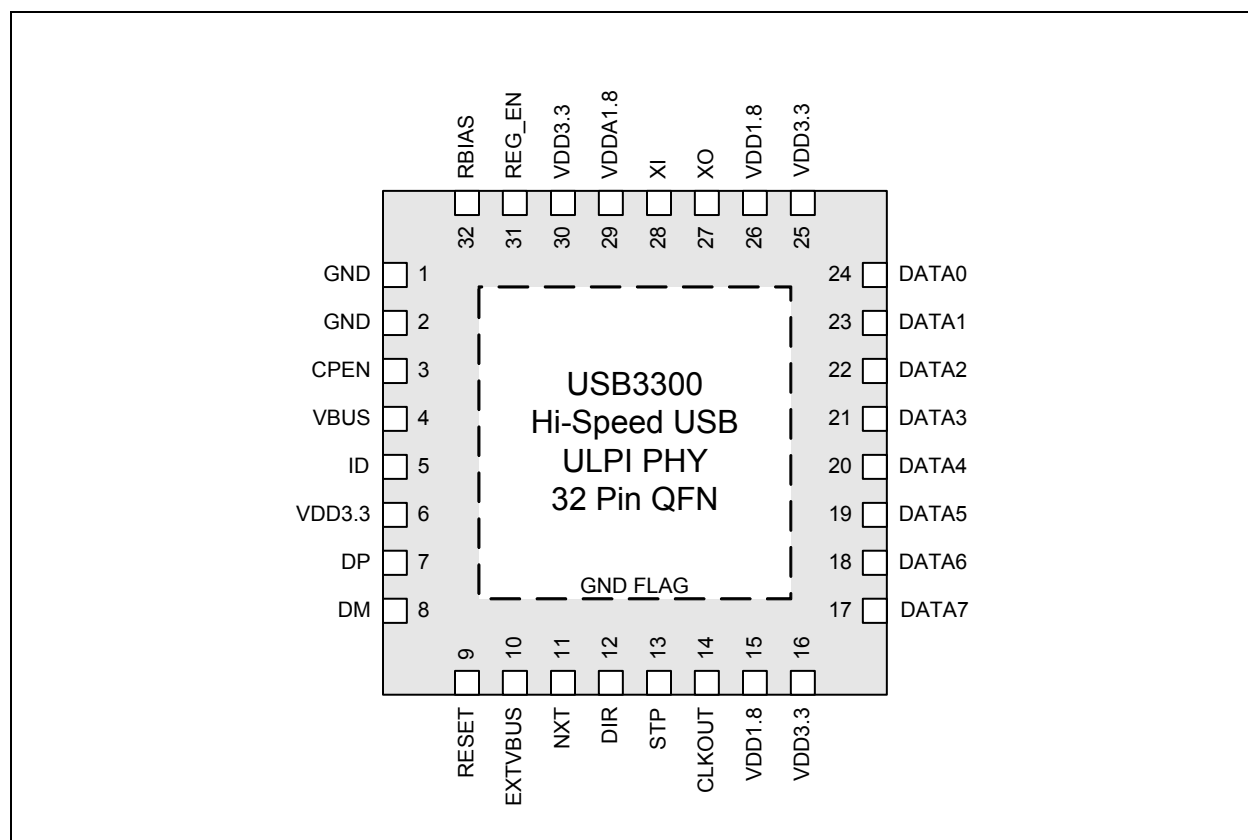 RBIAS
REG_EN
VDD3.3
VDDA1.8
XI
XO
VDD1.8
VDD3.3
32
31
30
29
28
27
26
25
GND 1
GND 2
CPEN 3
VBUS 4
ID 5
VDD3.3 6
DP 7
DM 8
USB3300
Hi-Speed USB
ULPI PHY
32 Pin QFN
GND FLAG
24 DATA0
23 DATA1
22 DATA2
21 DATA3
20 DATA4
19 DATA5
18 DATA6
17 DATA7
9
10
11
12
13
14
15
16
RESET
EXTVBUS
NXT
DIR
STP
CLKOUT
VDD1.8
VDD3.3